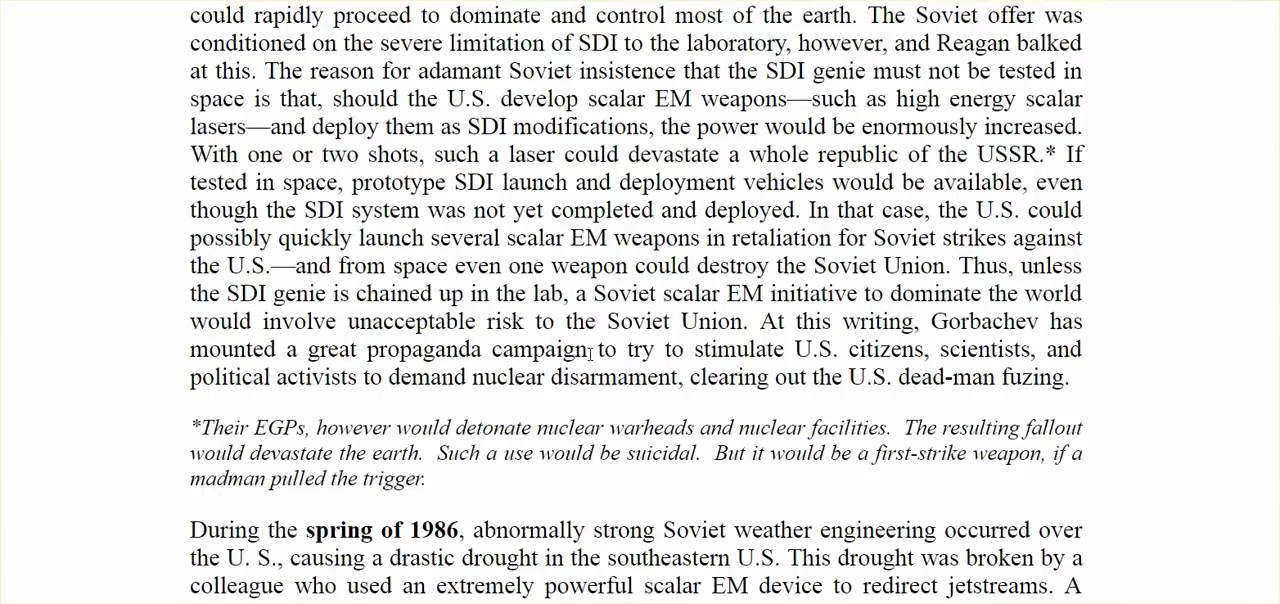 could rapidly proceed to dominate and control most of the earth. The Soviet offer was
conditioned on the severe limitation of SDI to the laboratory, however, and Reagan balked
at this. The reason for adamant Soviet insistence that the SDI genie must not be tested in
space is that, should the U.S. develop scalar EM weapons—such as high energy scalar
lasers—and deploy them as SDI modifications, the power would be enormously increased.
With one or two shots, such a laser could devastate a whole republic of the USSR.* If
tested in space, prototype SDI launch and deployment vehicles would be available, even
though the SDI system was not yet completed and deployed. In that case, the U.S. could
possibly quickly launch several scalar EM weapons in retaliation for Soviet strikes against
the U.S.—and from space even one weapon could destroy the Soviet Union. Thus, unless
the SDI genie is chained up in the lab, a Soviet scalar EM initiative to dominate the world
would involve unacceptable risk to the Soviet Union. At this writing, Gorbachev has
mounted a great propaganda campaign to try to stimulate U.S. citizens, scientists, and
political activists to demand nuclear disarmament, clearing out the U.S. dead-man fuzing.
*Their EGPs, however would detonate nuclear warheads and nuclear facilities. The resulting fallout
would devastate the earth. Such a use would be suicidal. But it would be a first-strike weapon, if a
madman pulled the trigger.
During the spring of 1986, abnormally strong Soviet weather engineering occurred over
the U. S., causing a drastic drought in the southeastern U.S. This drought was broken by a
colleague who used an extremely powerful scalar EM device to redirect jetstreams. A